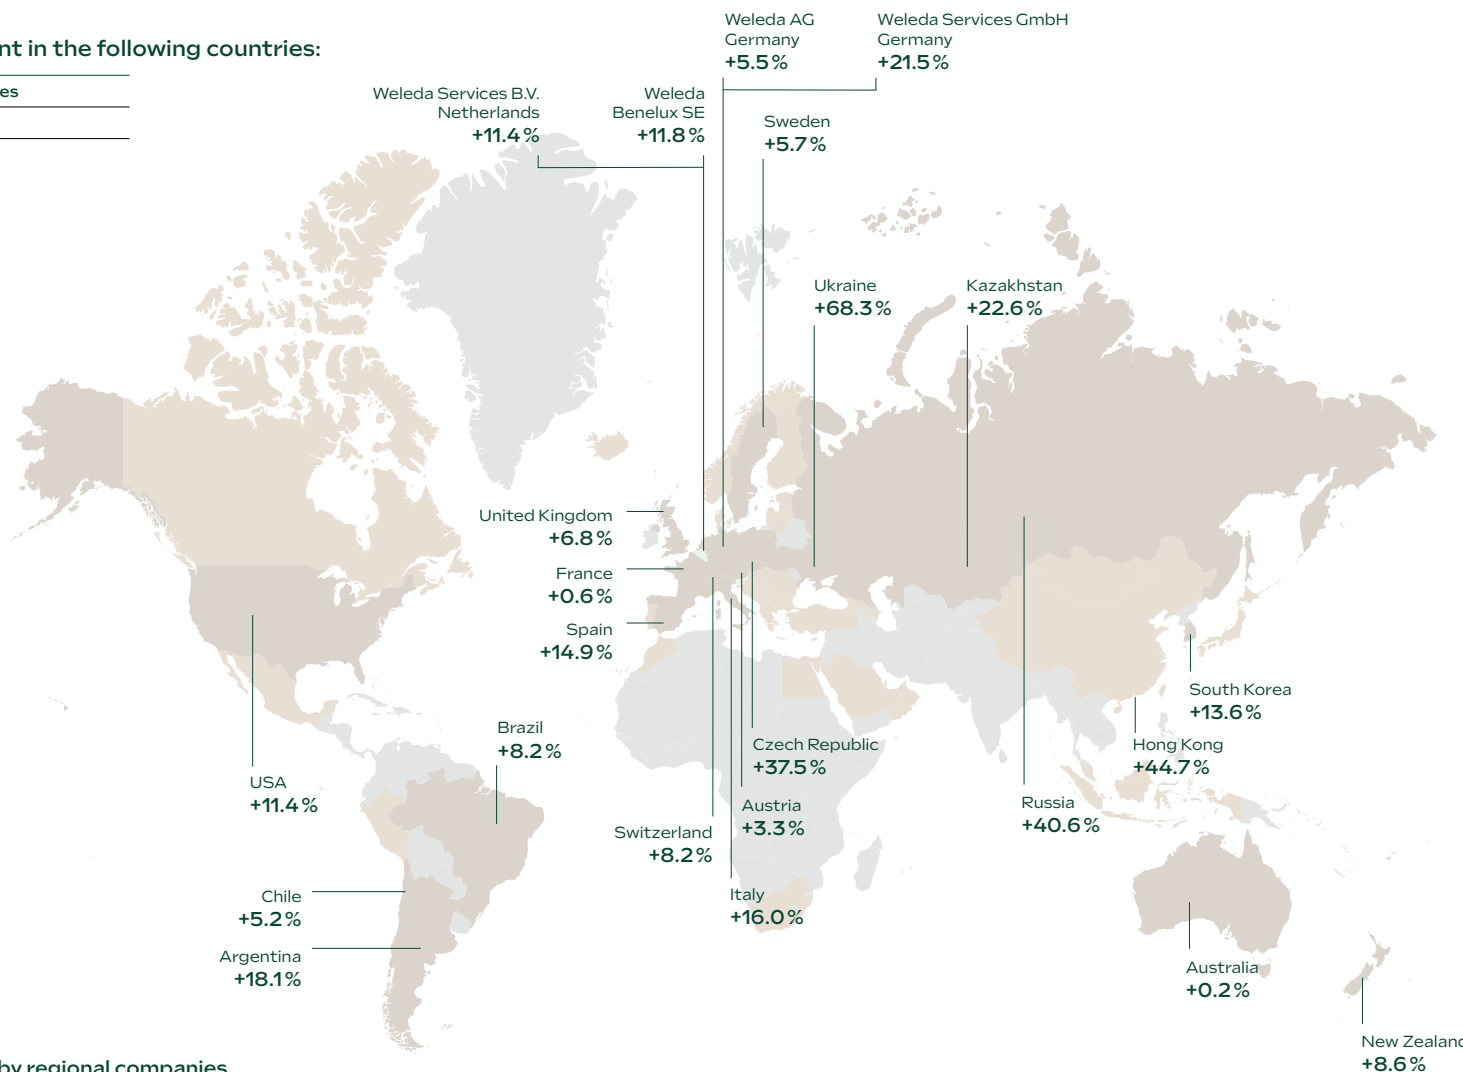 nt in the following countries:
es
Weleda AG
Germany
+5.5%
Weleda Services GmbH
Germany
+21.5%
Weleda Services B.V.
Netherlands
+11.4%
Weleda
Benelux SE
+11.8%
Sweden
+5.7%
Ukraine
+68.3%
Kazakhstan
+22.6%
United Kingdom
+6.8%
France
+0.6%
Spain
+14.9%
South Korea
+13.6%
Hong Kong
+44.7%
Brazil
+8.2%
Czech Republic
+37.5%
USA
+11.4%
Austria
+3.3%
Russia
+40.6%
Switzerland
+8.2%
Italy
+16.0%
Chile
+5.2%
Argentina
+18.1%
Australia
+0.2%
New Zealand
+8.6%
by regional companies